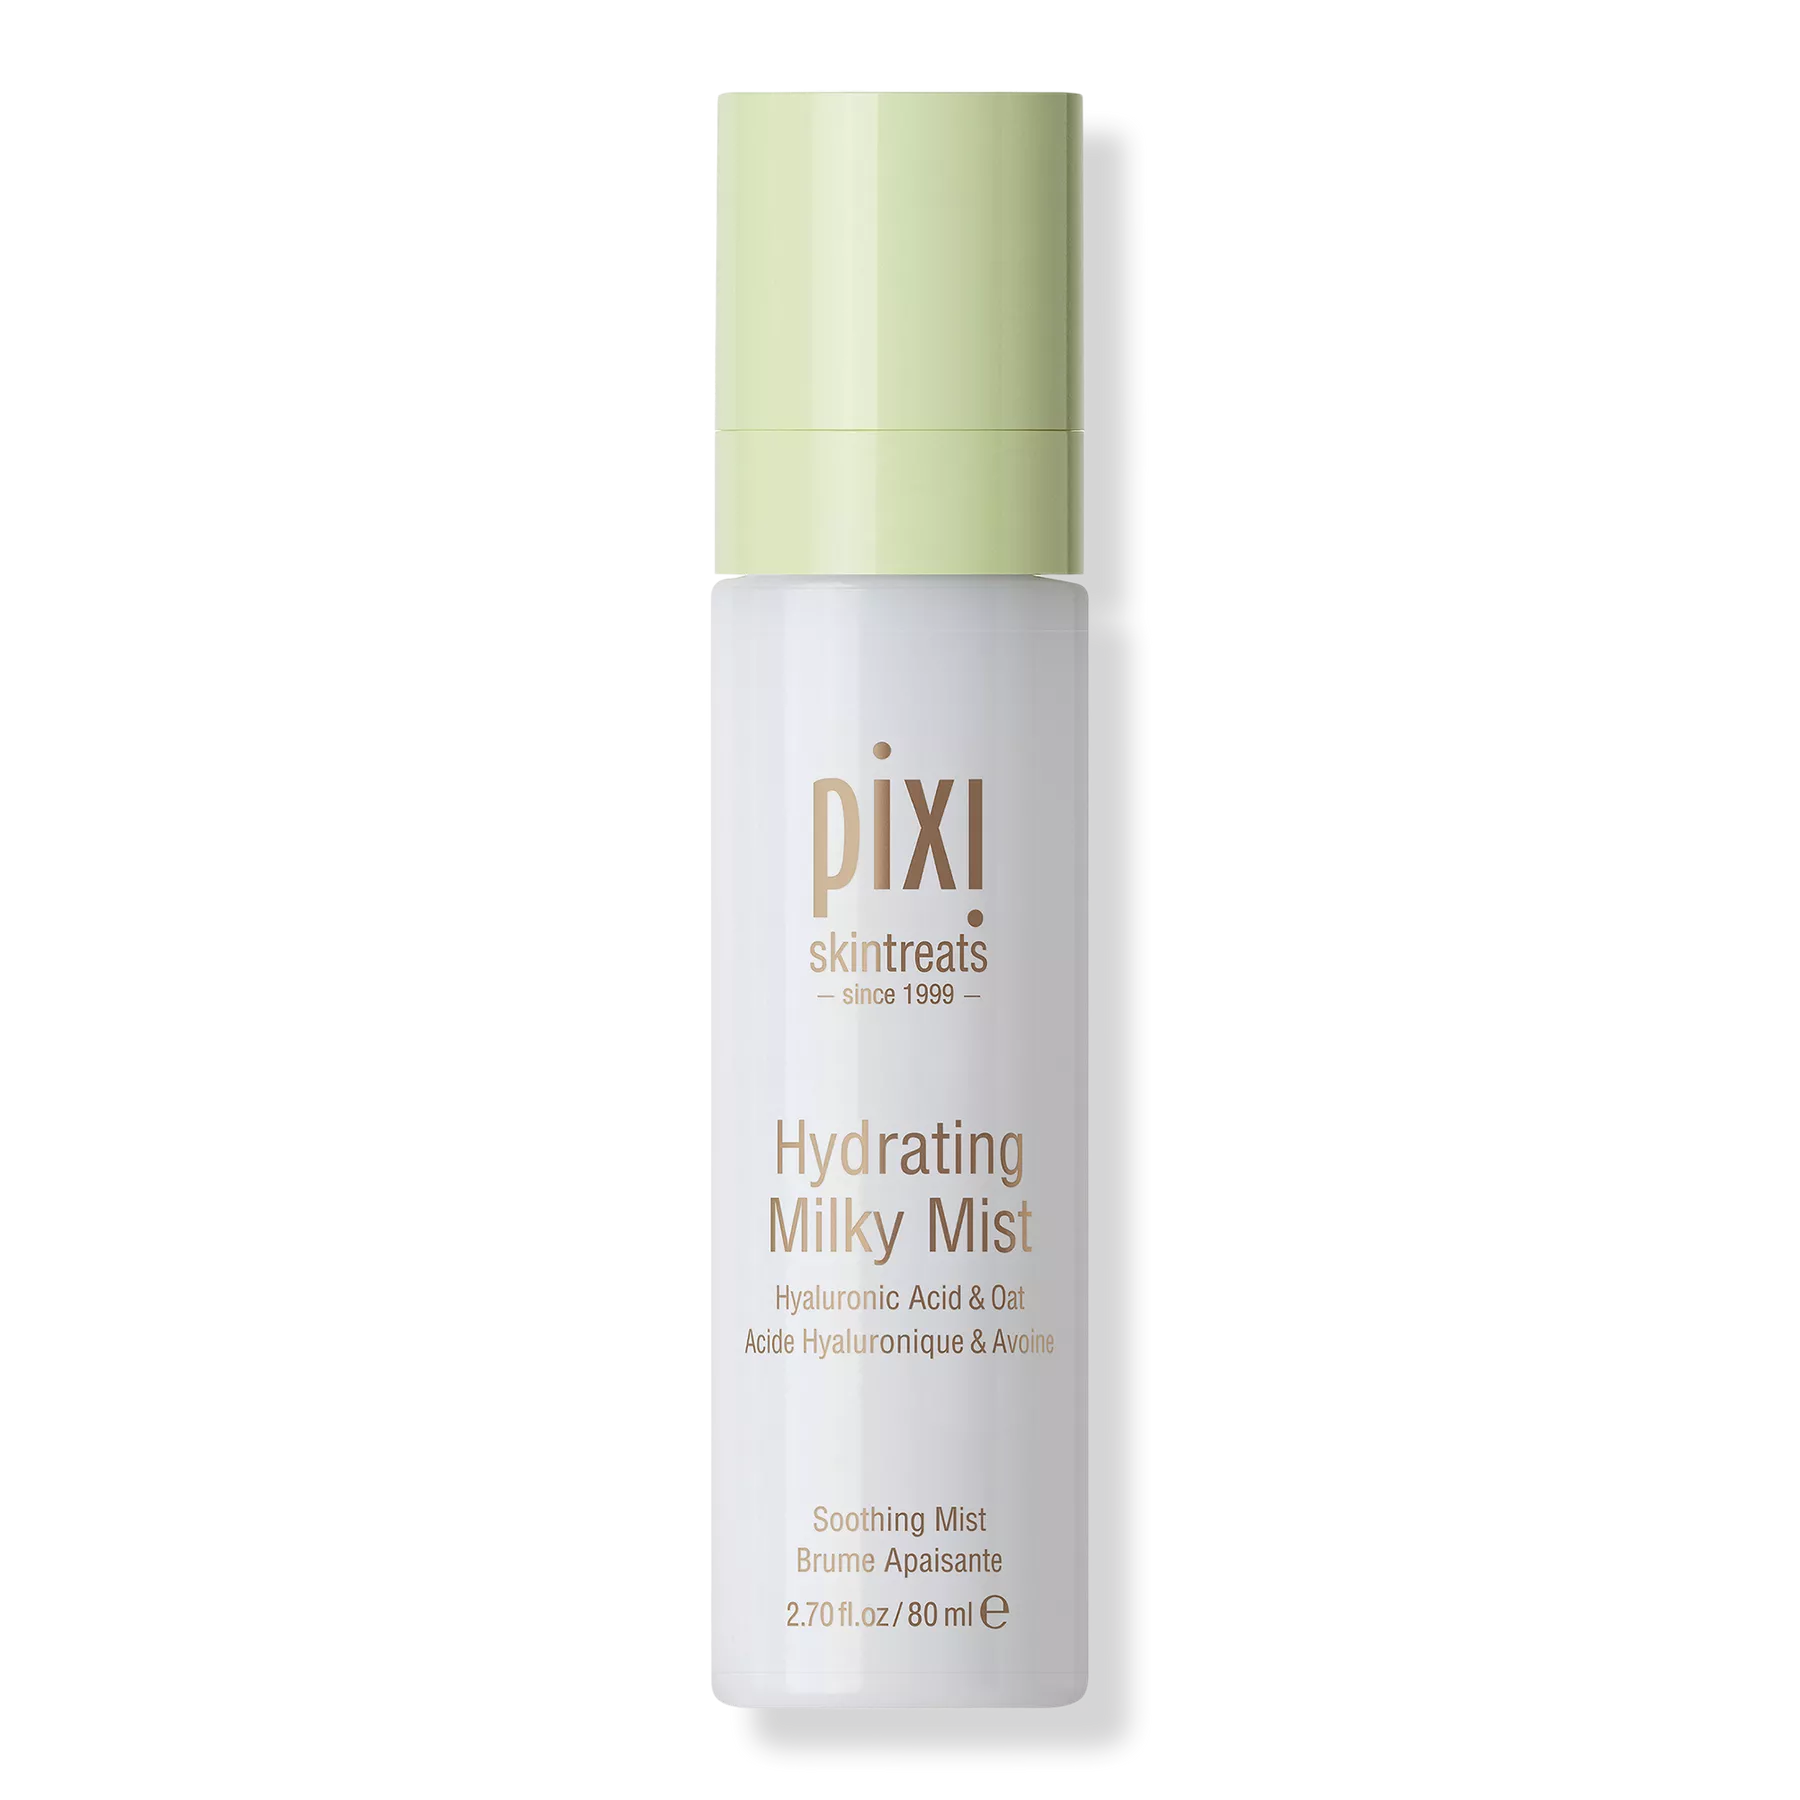 pixi
skintreats
– since 1999 –
Hydrating
Milky Mist
Hyaluronic Acid & Oat
Acide Hyaluronique & Avoine
Soothing Mist
Brume Apaisante
2.70 fl.oz/ 80 ml ℮